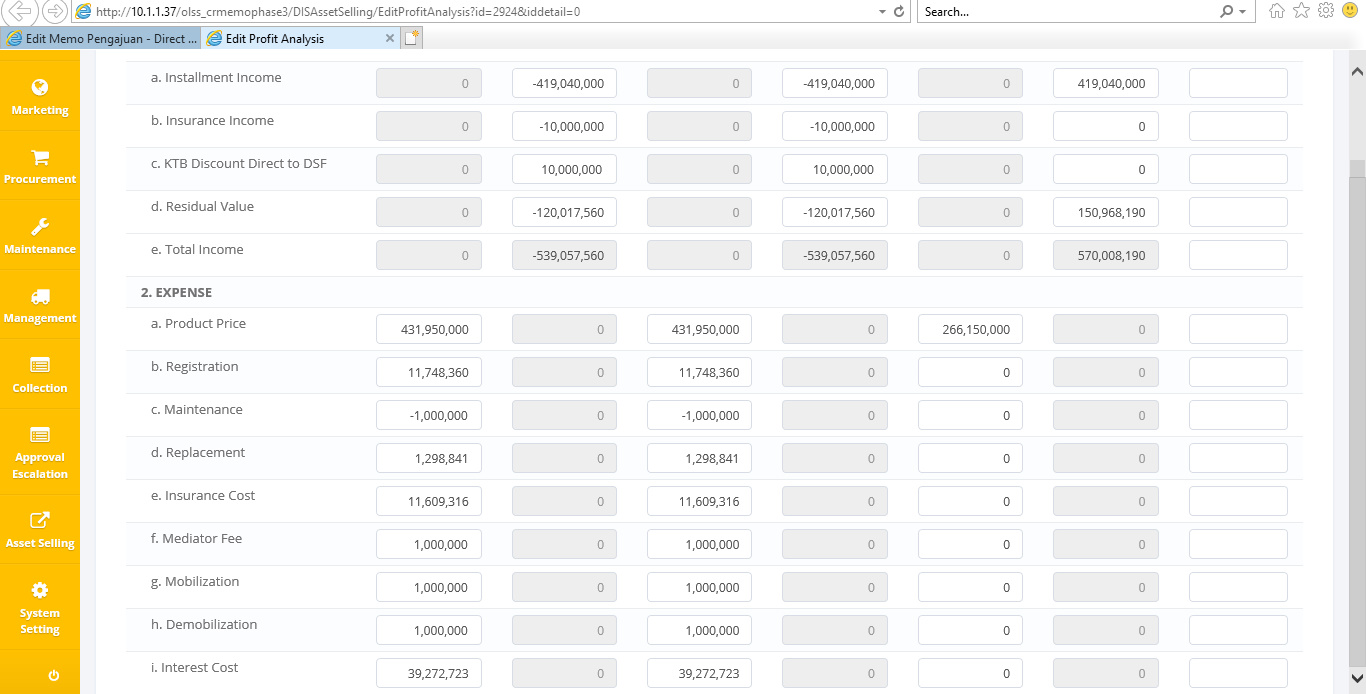 http://10.1.1.37/olss_crmemophase3/DISAssetSelling/EditProfitAnalysis?id=2924&iddetail=0 Search...
Edit Memo Pengajuan - Direct ... Edit Profit Analysis
Marketing
Procurement
Maintenance
Management
Collection
Approval
Escalation
Asset Selling
System
Setting
a. Installment Income 0 -419,040,000 0 -419,040,000 0 419,040,000
b. Insurance Income 0 -10,000,000 0 -10,000,000 0 0
c. KTB Discount Direct to DSF 0 10,000,000 0 10,000,000 0 0
d. Residual Value 0 -120,017,560 0 -120,017,560 0 150,968,190
e. Total Income 0 -539,057,560 0 -539,057,560 0 570,008,190
2. EXPENSE
a. Product Price 431,950,000 0 431,950,000 0 266,150,000 0
b. Registration 11,748,360 0 11,748,360 0 0 0
c. Maintenance -1,000,000 0 -1,000,000 0 0 0
d. Replacement 1,298,841 0 1,298,841 0 0 0
e. Insurance Cost 11,609,316 0 11,609,316 0 0 0
f. Mediator Fee 1,000,000 0 1,000,000 0 0 0
g. Mobilization 1,000,000 0 1,000,000 0 0 0
h. Demobilization 1,000,000 0 1,000,000 0 0 0
i. Interest Cost 39,272,723 0 39,272,723 0 0 0